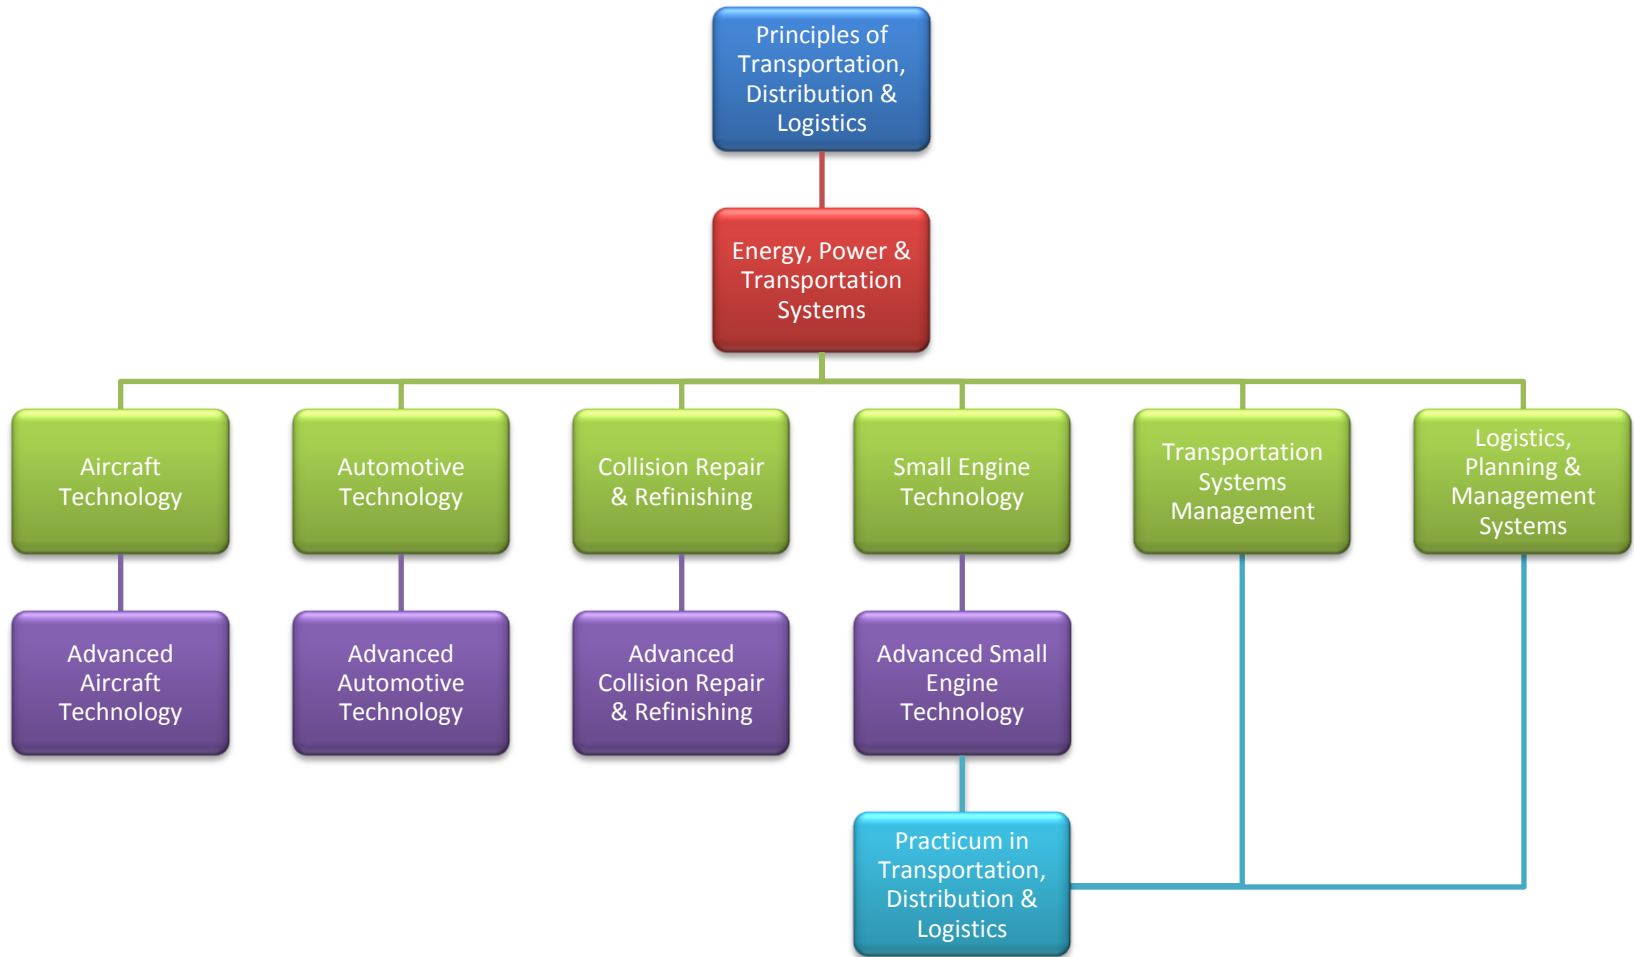 Principles of
Transportation,
Distribution &
Logistics
Energy, Power &
Transportation
Systems
Aircraft
Technology
Automotive
Technology
Collision Repair
& Refinishing
Small Engine
Technology
Transportation
Systems
Management
Logistics,
Planning &
Management
Systems
Advanced
Aircraft
Technology
Advanced
Automotive
Technology
Advanced
Collision Repair
& Refinishing
Advanced Small
Engine
Technology
Practicum in
Transportation,
Distribution &
Logistics